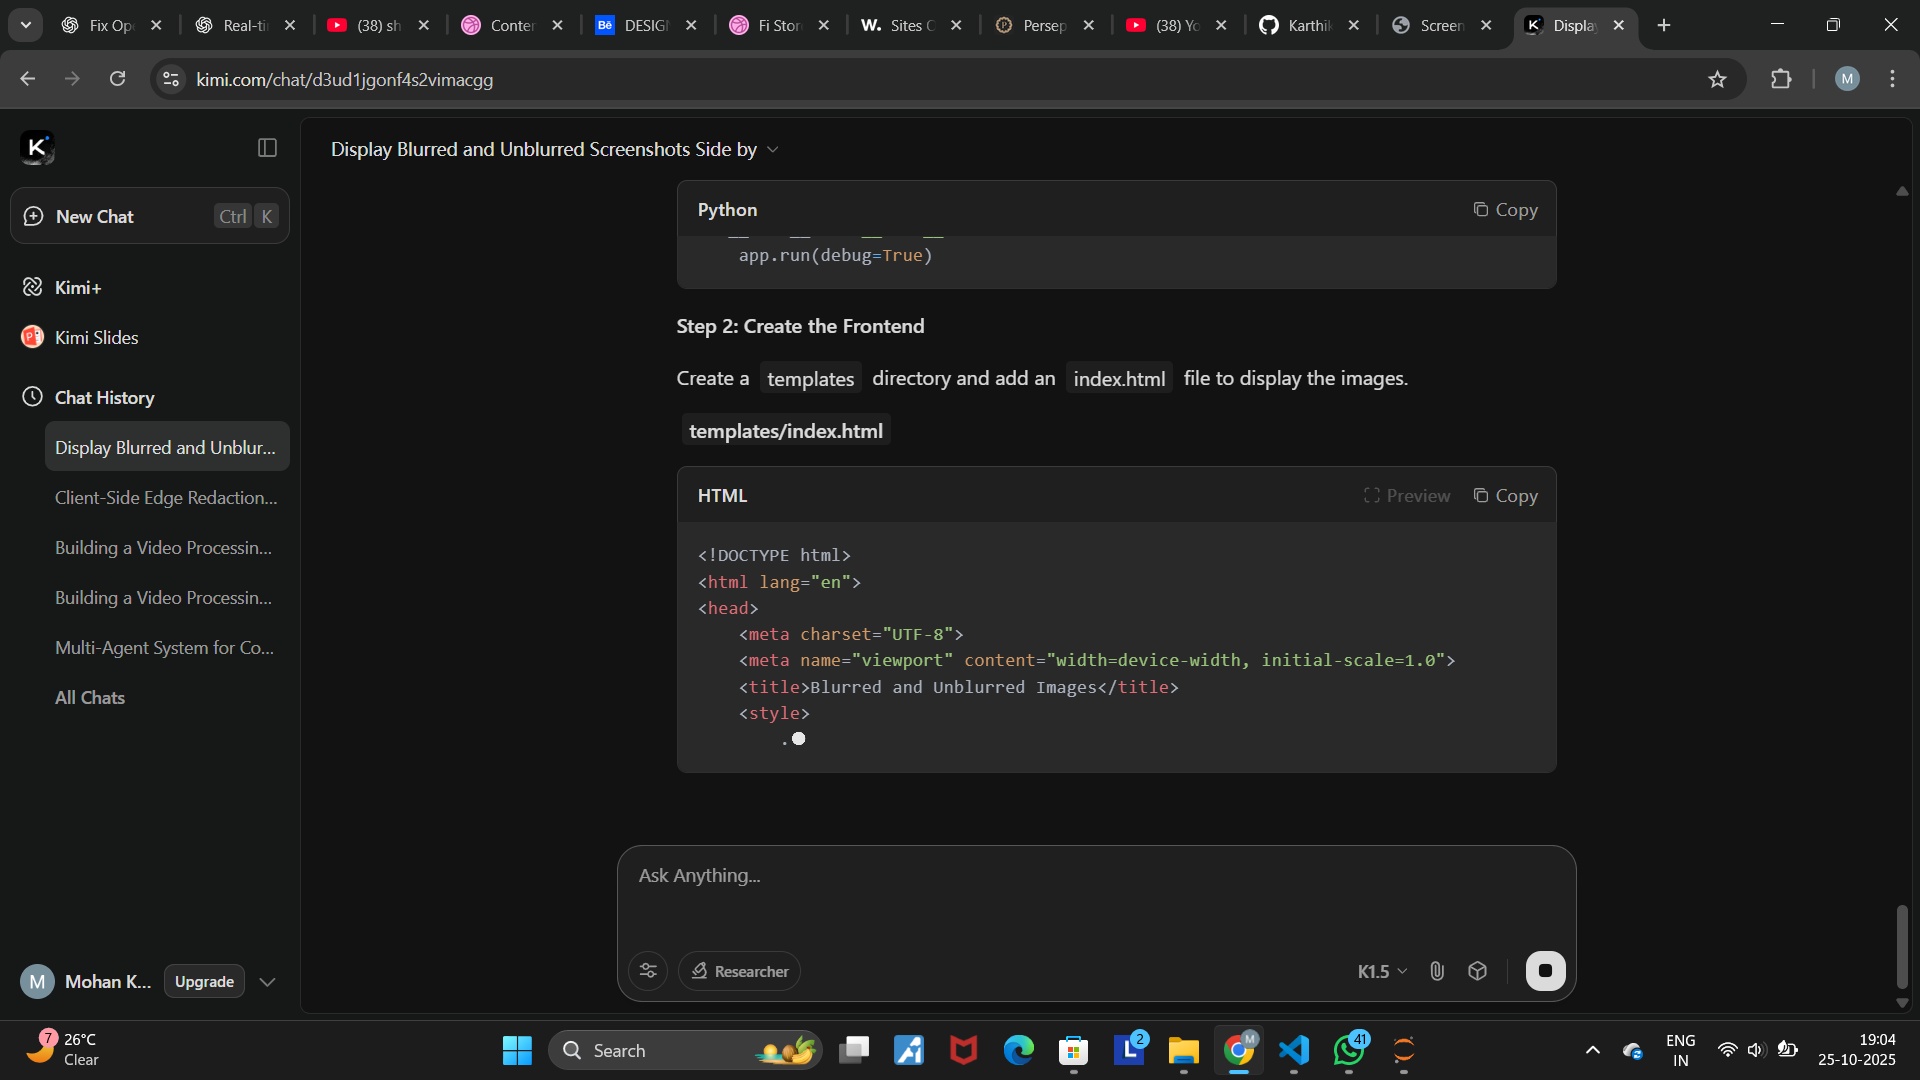 Fix Op
Real-ti
(38) sh
Conter
Bē DESIGI
Fi Stor
W. Sites C
Persep
(38) Yo
Karthik
Screen
K Displa
kimi.com/chat/d3ud1jgonf4s2vimacgg
M
K
New Chat Ctrl K
Kimi+
Kimi Slides
Chat History
Display Blurred and Unblur...
Client-Side Edge Redaction...
Building a Video Processin...
Building a Video Processin...
Multi-Agent System for Co...
All Chats
M Mohan K... Upgrade
Display Blurred and Unblurred Screenshots Side by
Python Copy
app.run(debug=True)
Step 2: Create the Frontend
Create a templates directory and add an index.html file to display the images.
templates/index.html
HTML Preview Copy
<!DOCTYPE html>
<html lang="en">
<head>
<meta charset="UTF-8">
<meta name="viewport" content="width=device-width, initial-scale=1.0">
<title>Blurred and Unblurred Images</title>
<style>
.
Ask Anything...
Researcher K1.5
7 26°C
Clear
Search
L 2
M
41
ENG
IN
19:04
25-10-2025